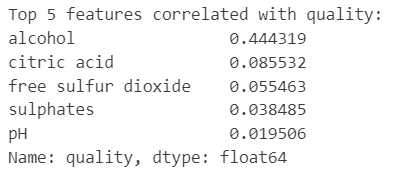 Top 5 features correlated with quality:
alcohol                0.444319
citric acid            0.085532
free sulfur dioxide    0.055463
sulphates              0.038485
pH                     0.019506
Name: quality, dtype: float64